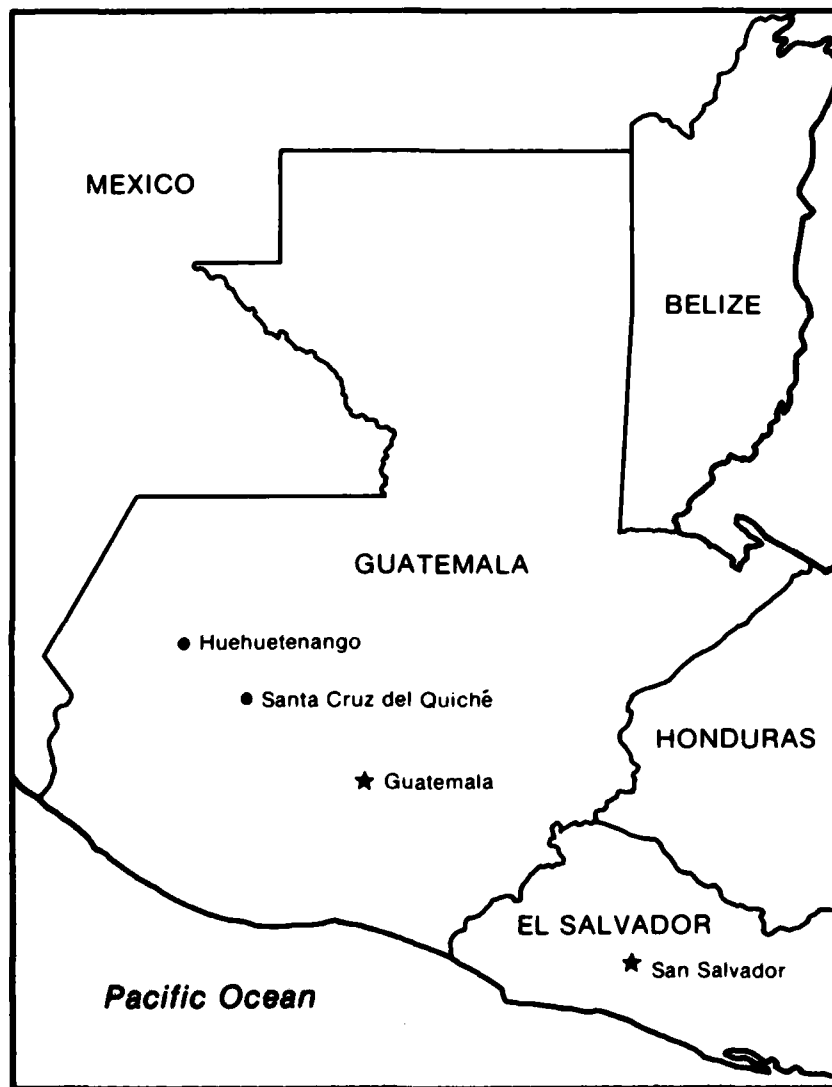 MEXICO
BELIZE
GUATEMALA
Huehuetenango
Santa Cruz del Quiché
HONDURAS
Guatemala
EL SALVADOR
San Salvador
Pacific Ocean